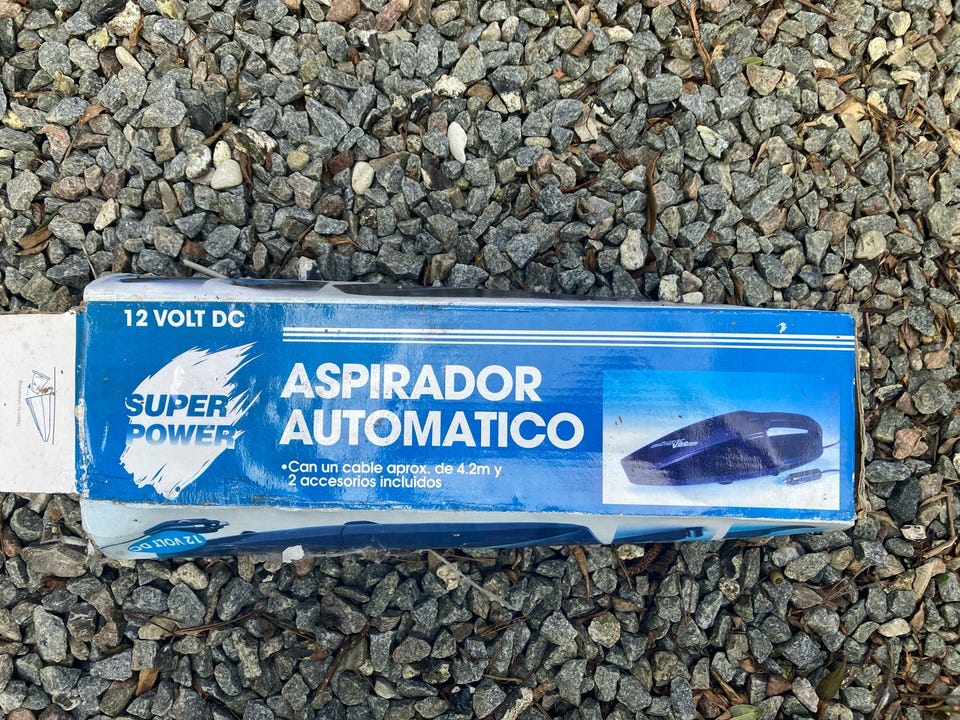 12 VOLT DC
SUPER
POWER
ASPIRADOR
AUTOMATICO
•Can un cable aprox. de 4.2m y
2 accesorios incluidos
12 VOLT DC